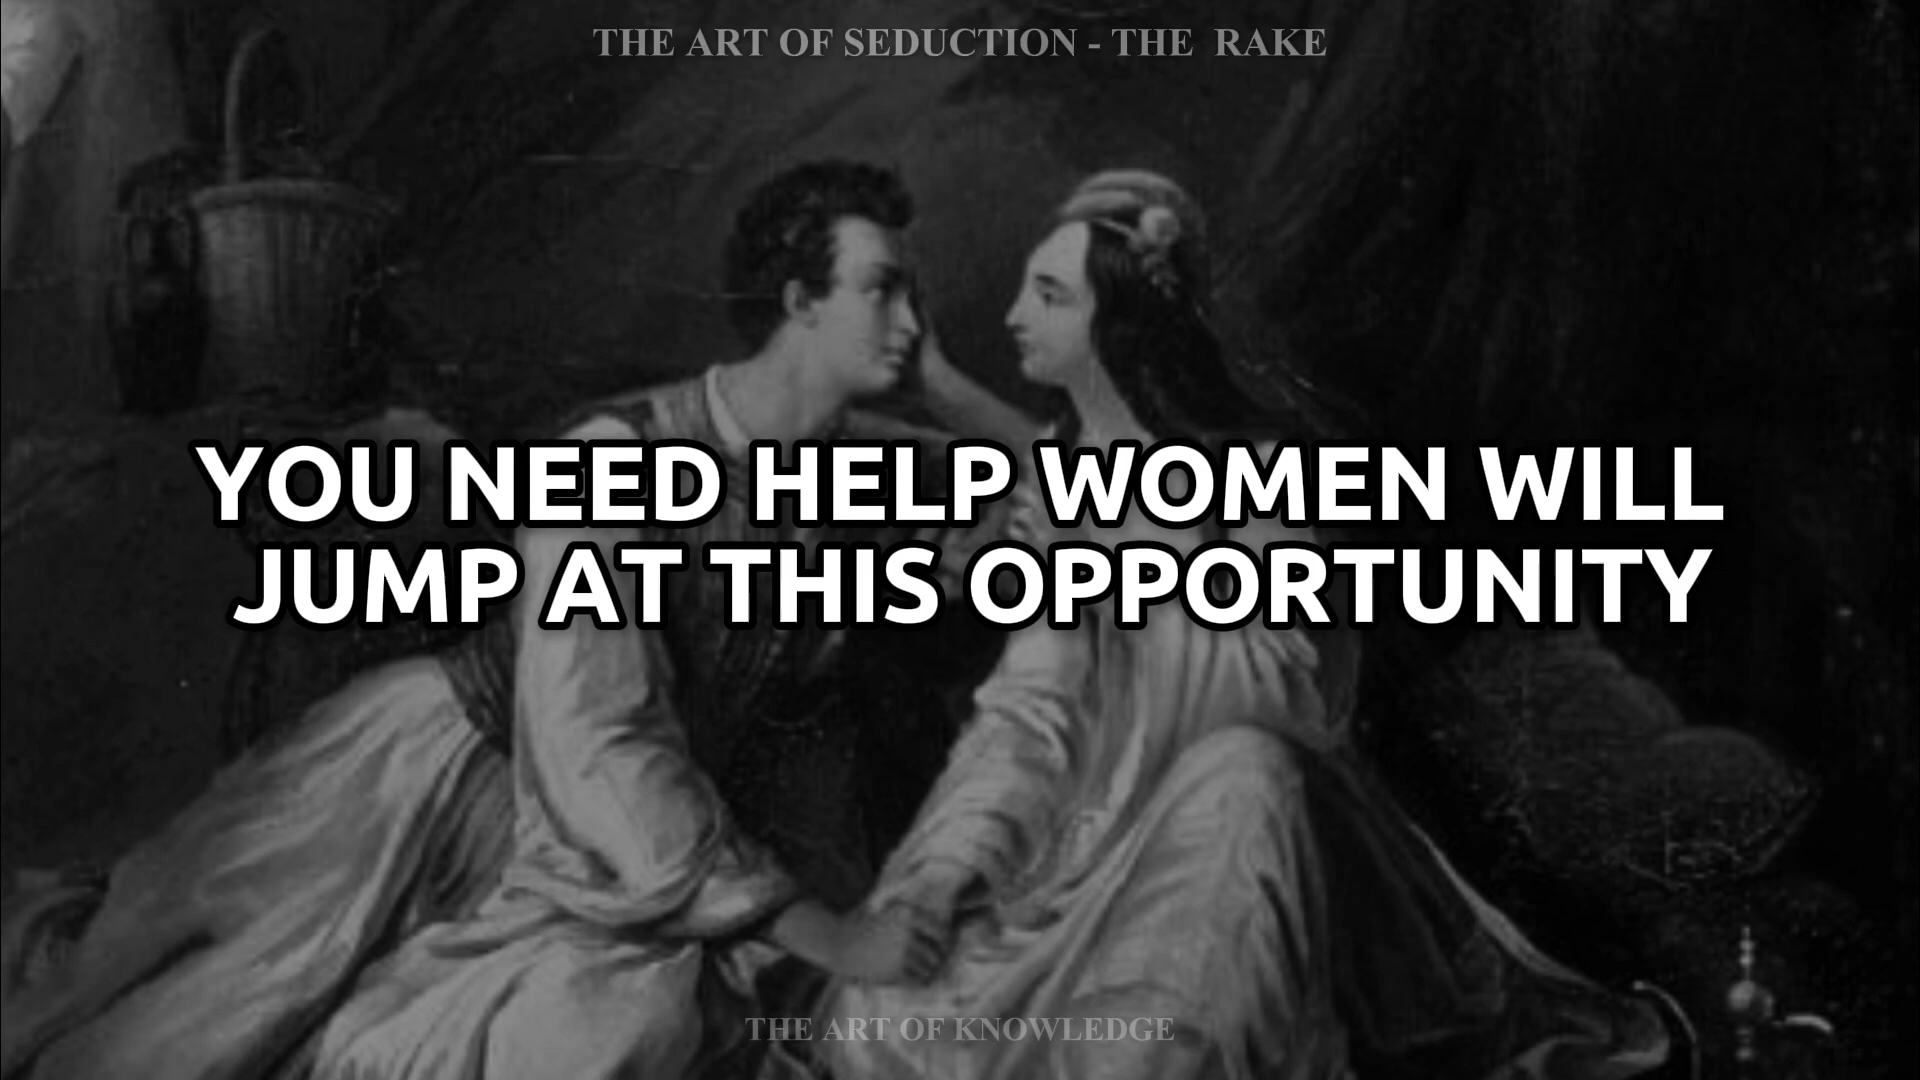 THE ART OF SEDUCTION - THE RAKE
YOU NEED HELP WOMEN WILL
JUMP AT THIS OPPORTUNITY
THE ART OF KNOWLEDGE